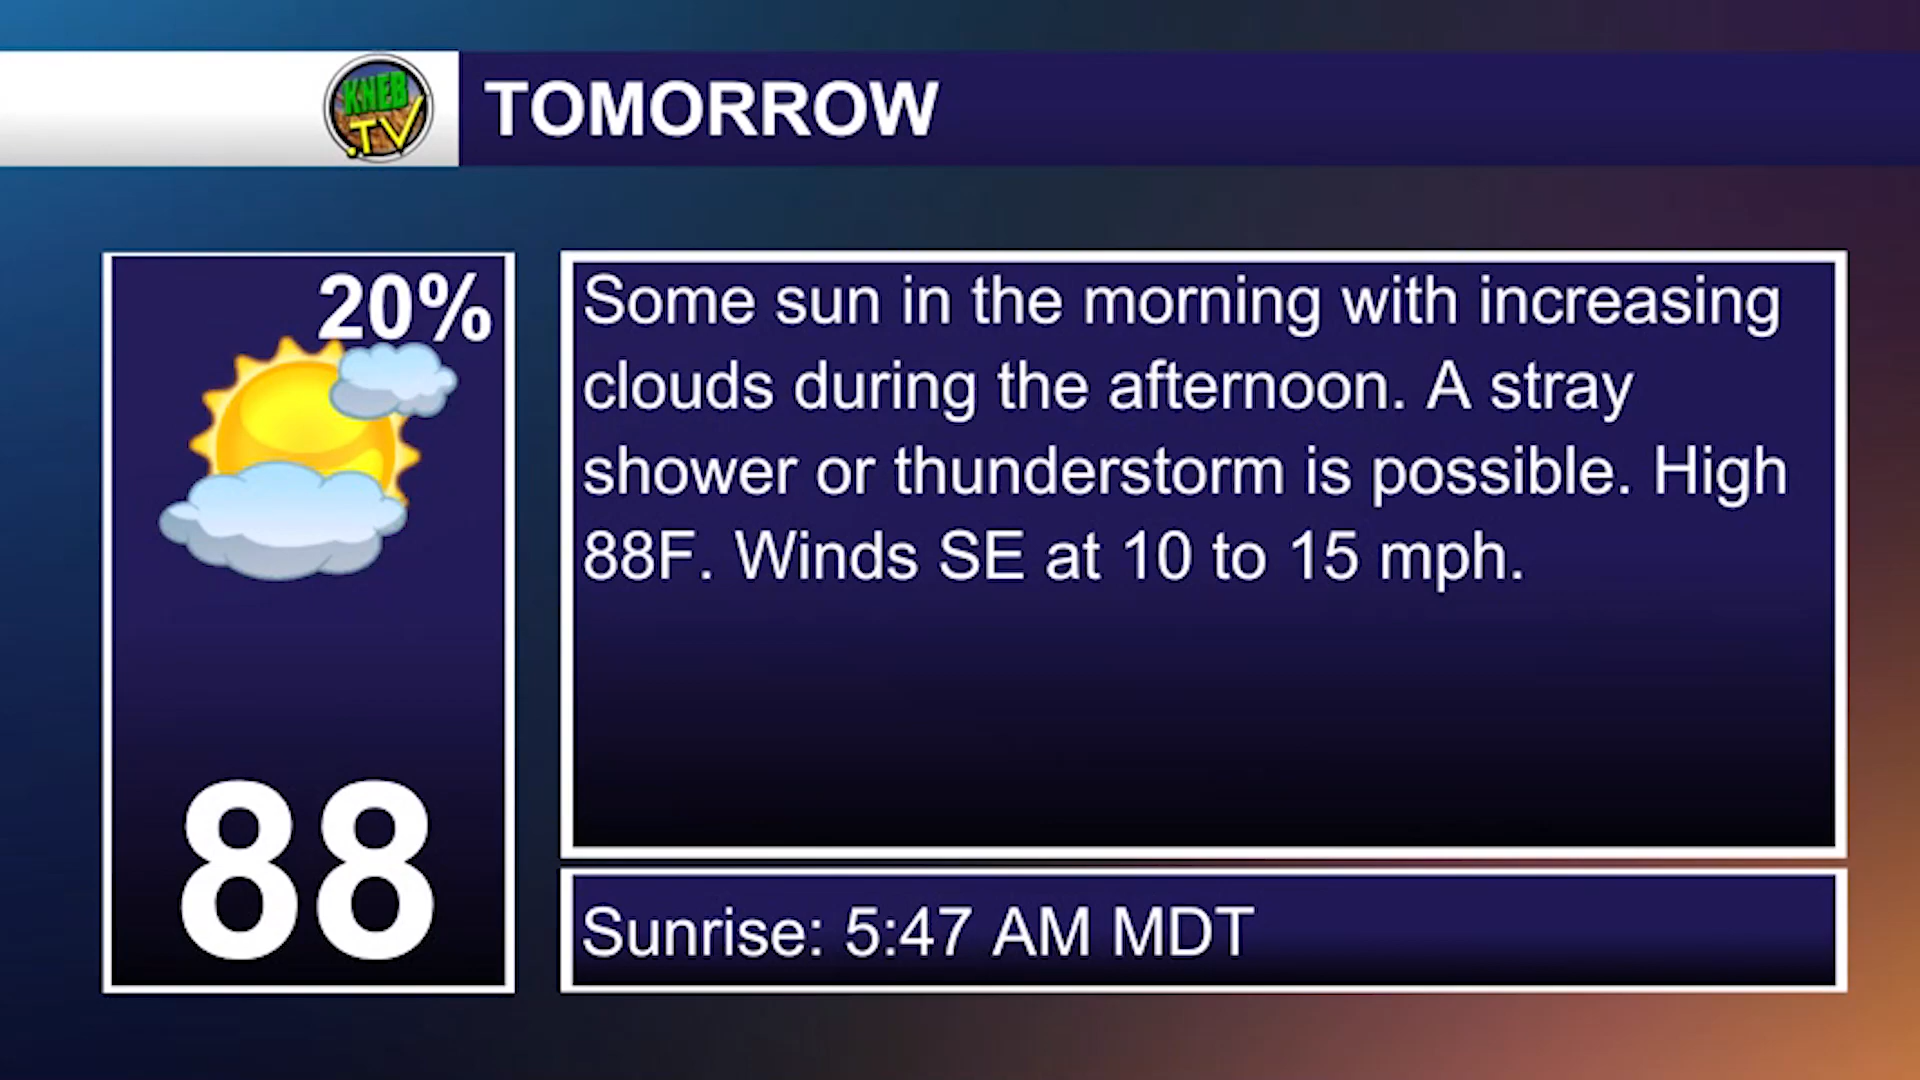 KNEB
.TV
TOMORROW
20%
88
Some sun in the morning with increasing
clouds during the afternoon. A stray
shower or thunderstorm is possible. High
88F. Winds SE at 10 to 15 mph.
Sunrise: 5:47 AM MDT